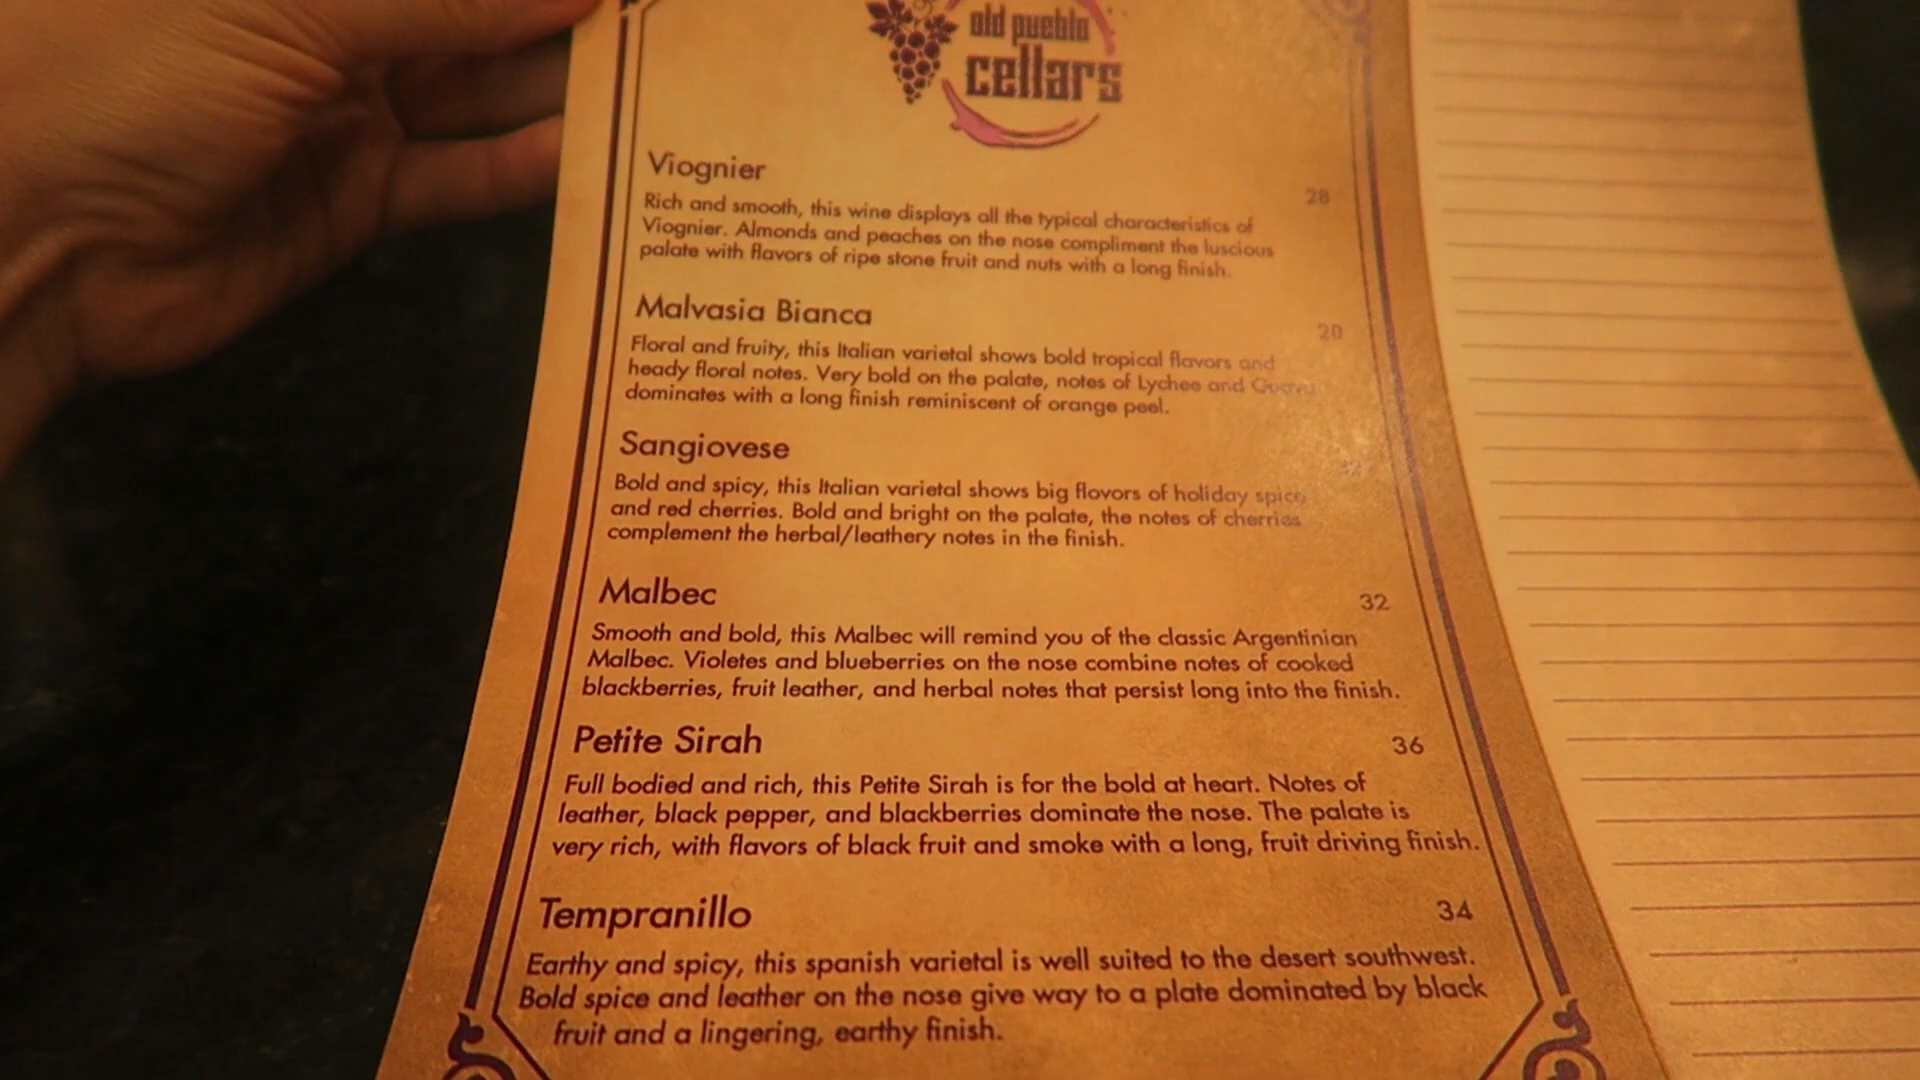 old pueblo
cellars
Viognier
28
Rich and smooth, this wine displays all the typical characteristics of
Viognier. Almonds and peaches on the nose compliment the luscious
palate with flavors of ripe stone fruit and nuts with a long finish.
Malvasia Bianca
28
Floral and fruity, this Italian varietal shows bold tropical flavors and
heady floral notes. Very bold on the palate, notes of Lychee and Guava
dominates with a long finish reminiscent of orange peel.
Sangiovese
Bold and spicy, this Italian varietal shows big flavors of holiday spice
and red cherries. Bold and bright on the palate, the notes of cherries
complement the herbal/leathery notes in the finish.
Malbec
32
Smooth and bold, this Malbec will remind you of the classic Argentinian
Malbec. Violetes and blueberries on the nose combine notes of cooked
blackberries, fruit leather, and herbal notes that persist long into the finish.
Petite Sirah
36
Full bodied and rich, this Petite Sirah is for the bold at heart. Notes of
leather, black pepper, and blackberries dominate the nose. The palate is
very rich, with flavors of black fruit and smoke with a long, fruit driving finish.
Tempranillo
34
Earthy and spicy, this spanish varietal is well suited to the desert southwest.
Bold spice and leather on the nose give way to a plate dominated by black
fruit and a lingering, earthy finish.